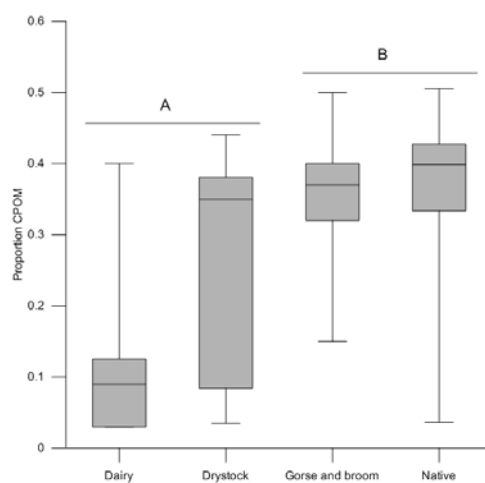 0.6
0.5
0.4
0.3
0.2
0.1
0
Proportion CPOM
A
B
Dairy
Drystock
Gorse and broom
Native